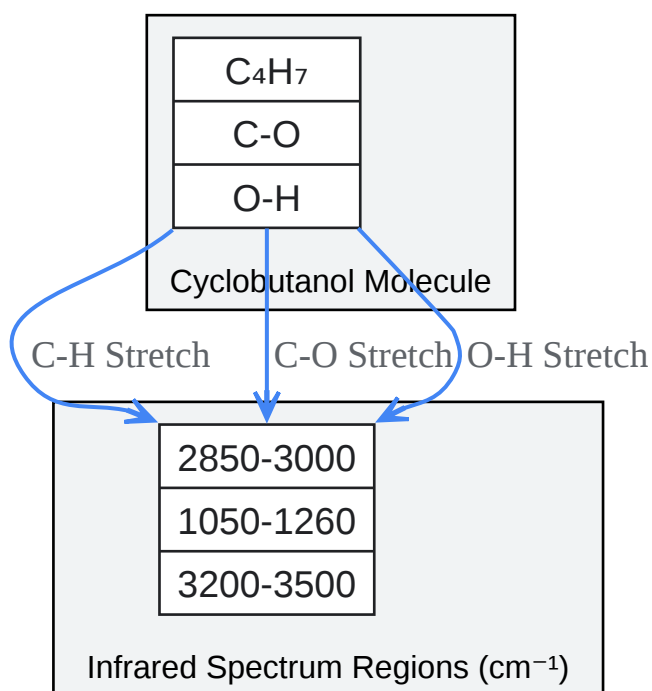 C₄H₇
C-O
O-H
Cyclobutanol Molecule
C-H Stretch
C-O Stretch
O-H Stretch
2850-3000
1050-1260
3200-3500
Infrared Spectrum Regions (cm⁻¹)